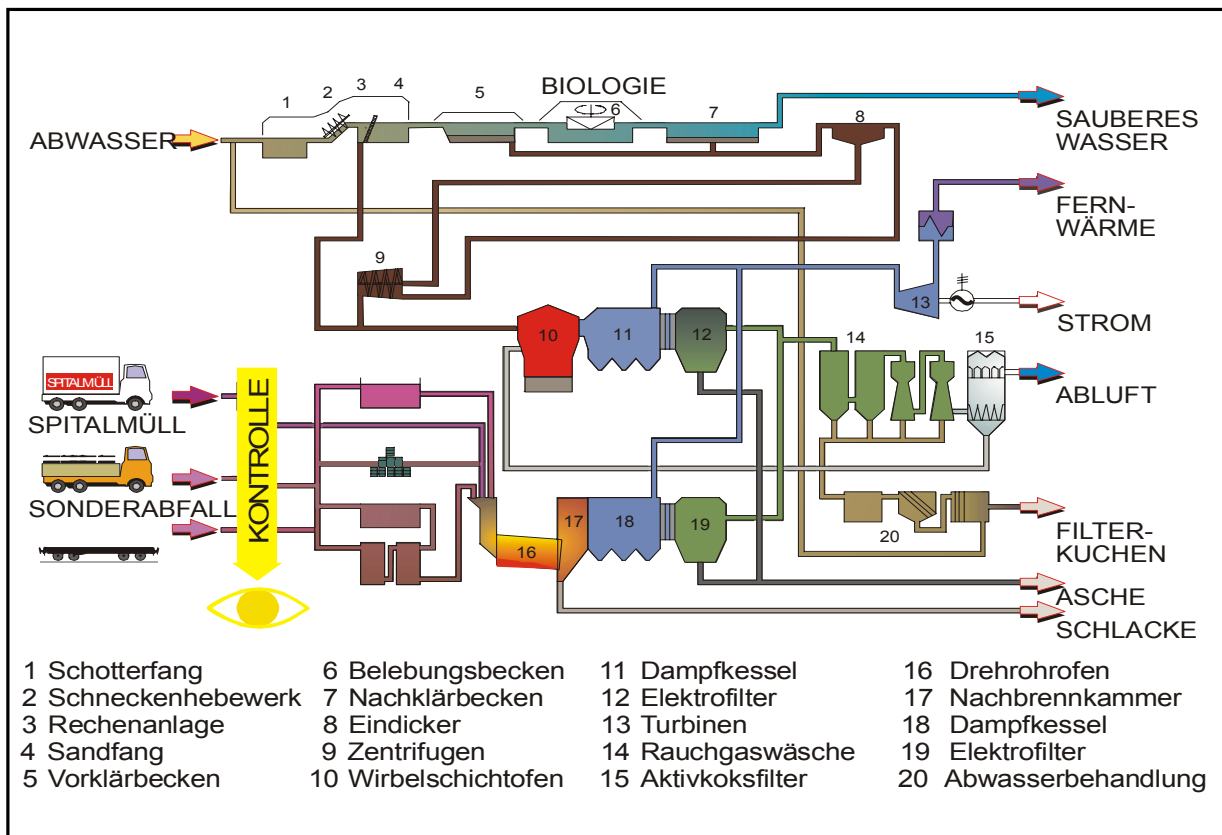 BIOLOGIE
1
2
3
4
5
6
7
8
ABWASSER
SAUBERES
WASSER
FERN-
WÄRME
9
10
11
12
13
STROM
14
15
ABLUFT
SPITALMÜLL
SPITALMÜLL
SONDERABFALL
KONTROLLE
16
17
18
19
20
FILTER-
KUCHEN
ASCHE
SCHLACKE
1 Schotterfang
2 Schneckenhebewerk
3 Rechenanlage
4 Sandfang
5 Vorklärbecken
6 Belebungsbecken
7 Nachklärbecken
8 Eindicker
9 Zentrifugen
10 Wirbelschichtofen
11 Dampfkessel
12 Elektrofilter
13 Turbinen
14 Rauchgaswäsche
15 Aktivkoksfilter
16 Drehrohrofen
17 Nachbrennkammer
18 Dampfkessel
19 Elektrofilter
20 Abwasserbehandlung